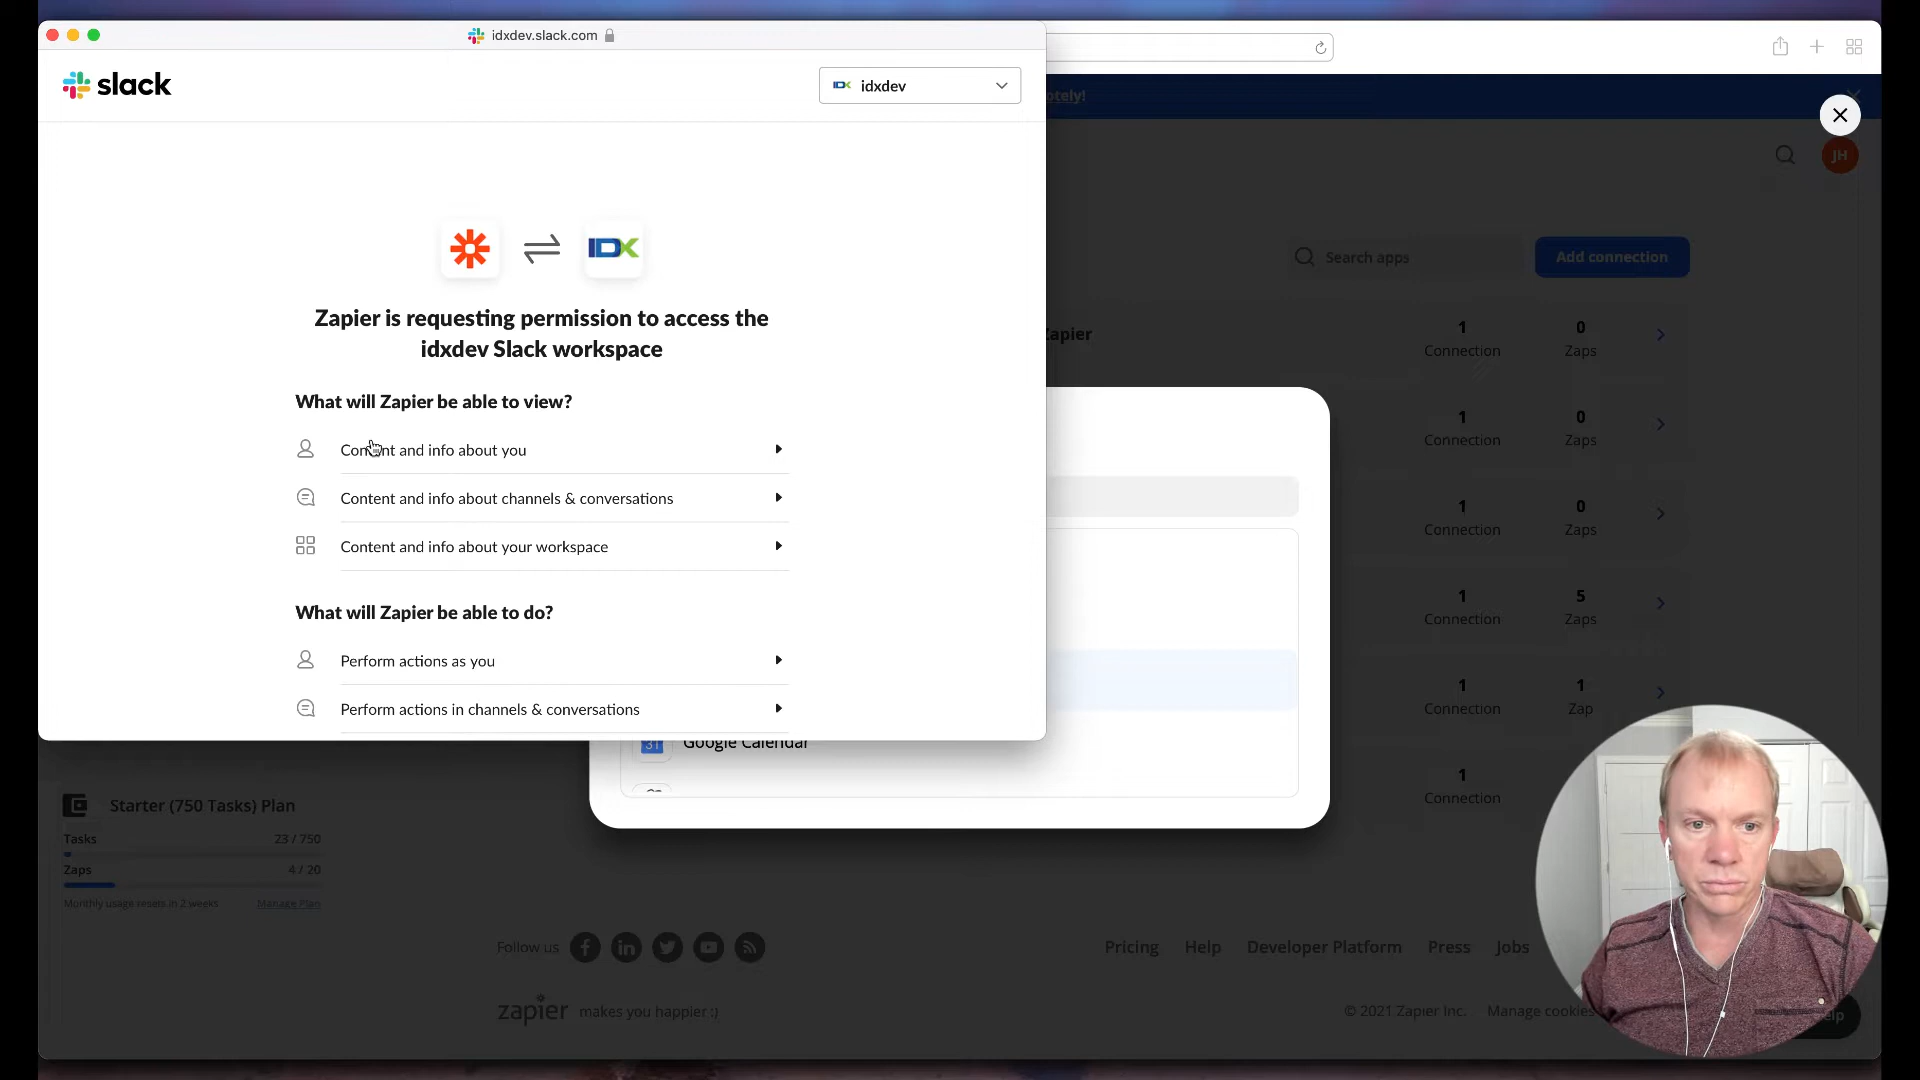 idxdev.slack.com
slack
IDX idxdev
otely!
JH
IDX
Zapier is requesting permission to access the
idxdev Slack workspace
What will Zapier be able to view?
Content and info about you
Content and info about channels & conversations
Content and info about your workspace
What will Zapier be able to do?
Perform actions as you
Perform actions in channels & conversations
Search apps
Add connection
Zapier
1
Connection
0
Zaps
1
Connection
0
Zaps
1
Connection
0
Zaps
1
Connection
5
Zaps
1
Connection
1
Zap
1
Connection
31 Google Calendar
Starter (750 Tasks) Plan
Tasks 23 / 750
Zaps 4 / 20
Monthly usage resets in 2 weeks Manage Plan
Follow us
Pricing Help Developer Platform Press Jobs
zapier makes you happier :)
© 2021 Zapier Inc. Manage cookies
elp